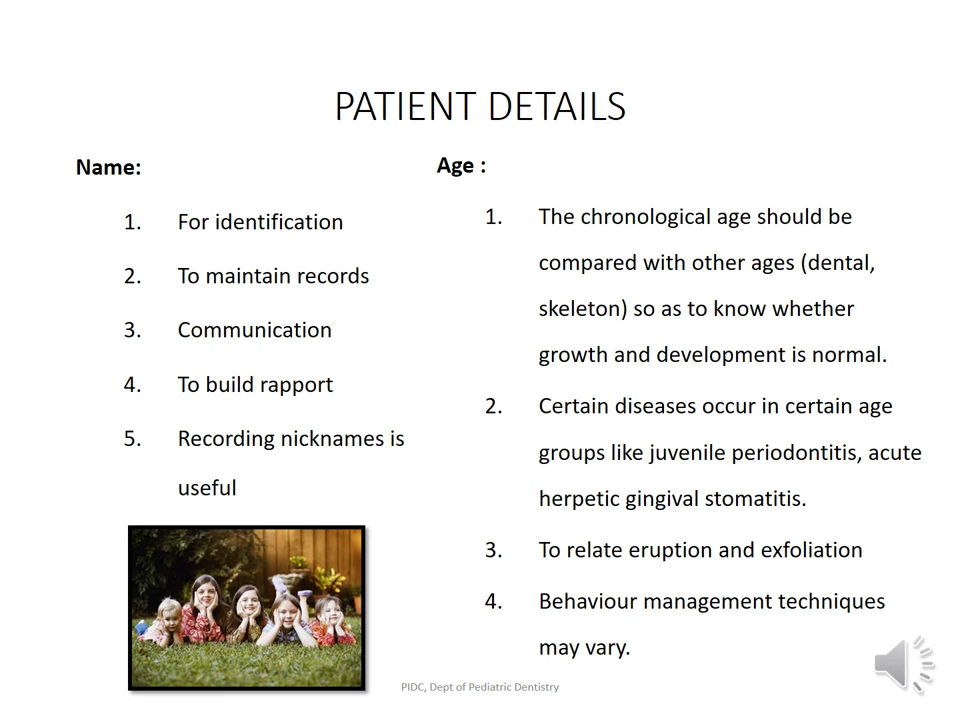 PATIENT DETAILS
Name:
1. For identification
2. To maintain records
3. Communication
4. To build rapport
5. Recording nicknames is
useful
Age :
1. The chronological age should be
compared with other ages (dental,
skeleton) so as to know whether
growth and development is normal.
2. Certain diseases occur in certain age
groups like juvenile periodontitis, acute
herpetic gingival stomatitis.
3. To relate eruption and exfoliation
4. Behaviour management techniques
may vary.
PIDC, Dept of Pediatric Dentistry